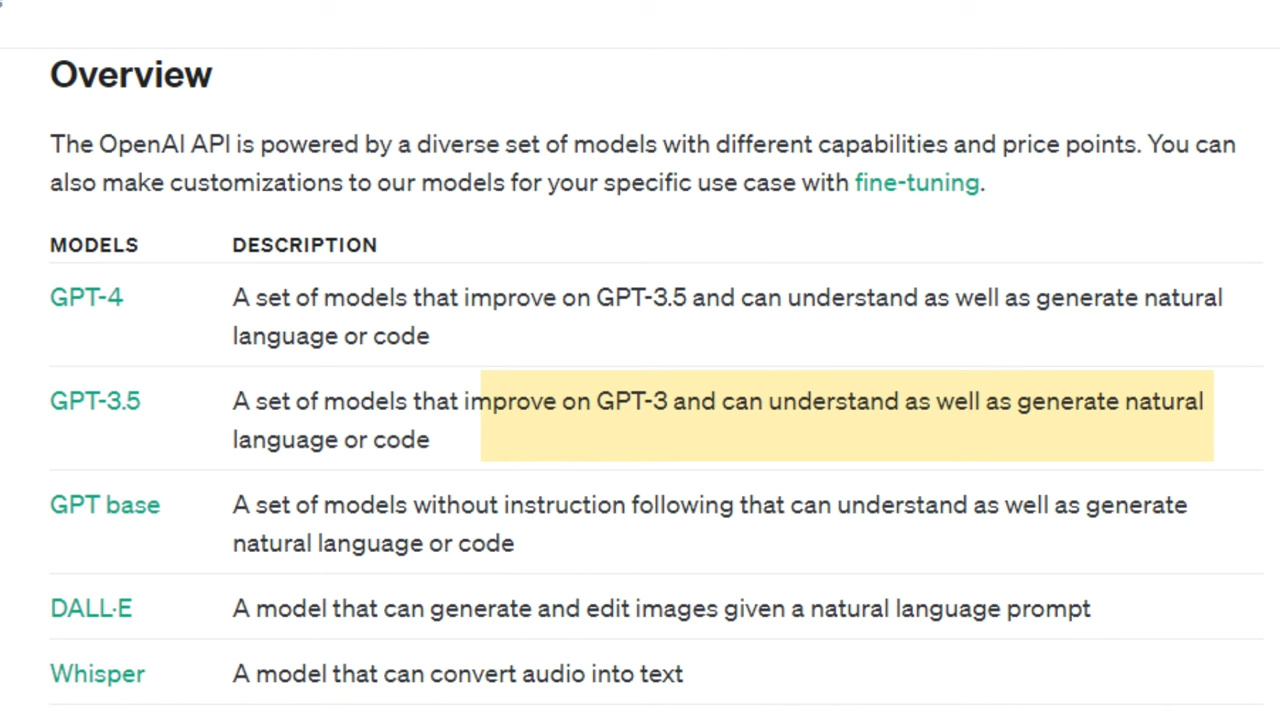 Overview
The OpenAI API is powered by a diverse set of models with different capabilities and price points. You can
also make customizations to our models for your specific use case with fine-tuning.
MODELS DESCRIPTION
GPT-4 A set of models that improve on GPT-3.5 and can understand as well as generate natural
language or code
GPT-3.5 A set of models that improve on GPT-3 and can understand as well as generate natural
language or code
GPT base A set of models without instruction following that can understand as well as generate
natural language or code
DALL·E A model that can generate and edit images given a natural language prompt
Whisper A model that can convert audio into text